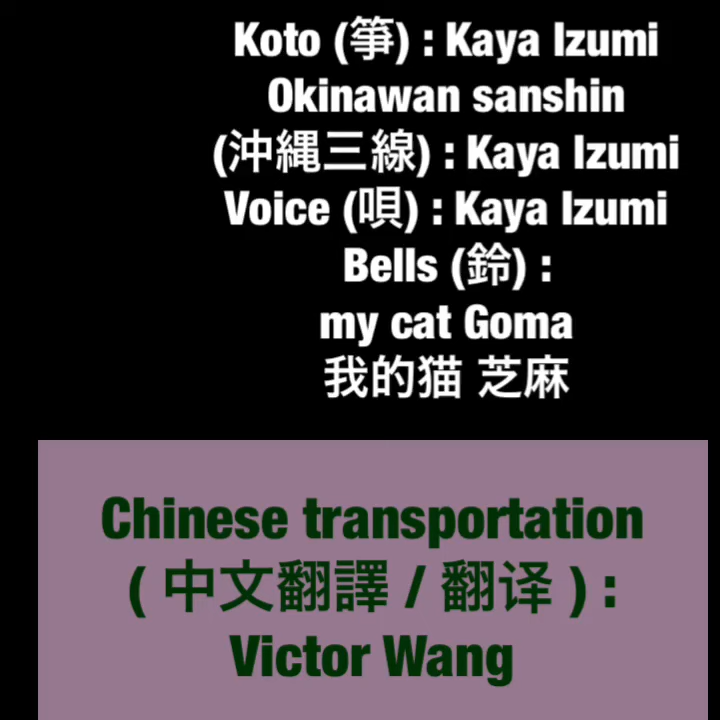 Koto (箏) : Kaya Izumi
Okinawan sanshin
(沖縄三線) : Kaya Izumi
Voice (唄) : Kaya Izumi
Bells (鈴) :
my cat Goma
我的猫 芝麻
Chinese transportation
( 中文翻譯 / 翻译 ) :
Victor Wang